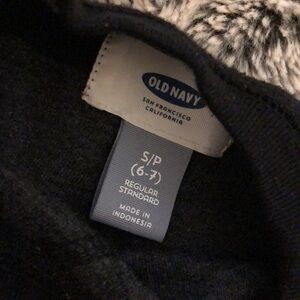 OLD NAVY
SAN FRANCISCO
CALIFORNIA
S/P
(6-7)
REGULAR
STANDARD
MADE IN
INDONESIA